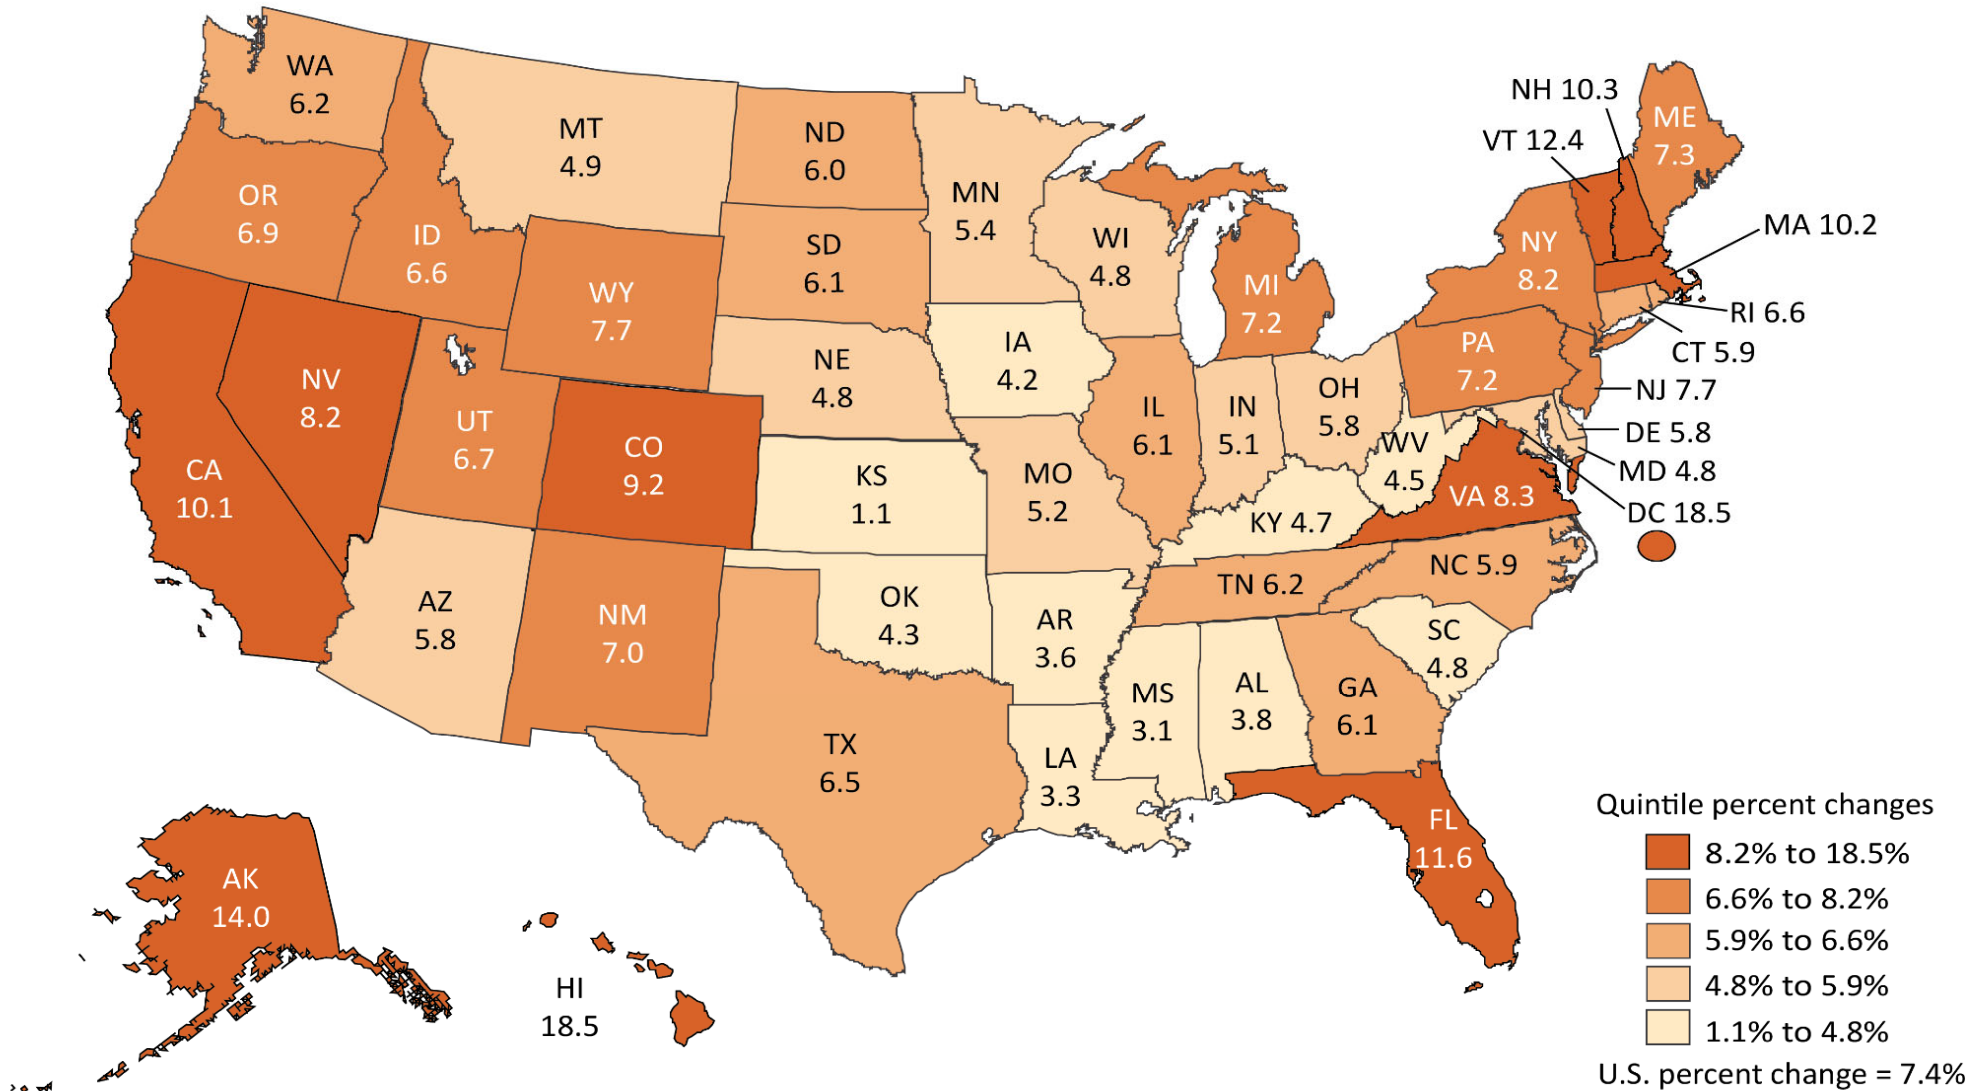 WA
6.2
MT
4.9
ND
6.0
MN
5.4
WI
4.8
OR
6.9
ID
6.6
WY
7.7
SD
6.1
MI
7.2
NH 10.3
VT 12.4
ME
7.3
NY
8.2
MA 10.2
RI 6.6
CT 5.9
NJ 7.7
PA
7.2
DE 5.8
MD 4.8
DC 18.5
NV
8.2
UT
6.7
CO
9.2
NE
4.8
IA
4.2
IL
6.1
IN
5.1
OH
5.8
WV
4.5
VA 8.3
CA
10.1
KS
1.1
MO
5.2
KY 4.7
AZ
5.8
NM
7.0
OK
4.3
AR
3.6
TN 6.2
NC 5.9
SC
4.8
TX
6.5
LA
3.3
MS
3.1
AL
3.8
GA
6.1
FL
11.6
AK
14.0
HI
18.5
Quintile percent changes
8.2% to 18.5%
6.6% to 8.2%
5.9% to 6.6%
4.8% to 5.9%
1.1% to 4.8%
U.S. percent change = 7.4%